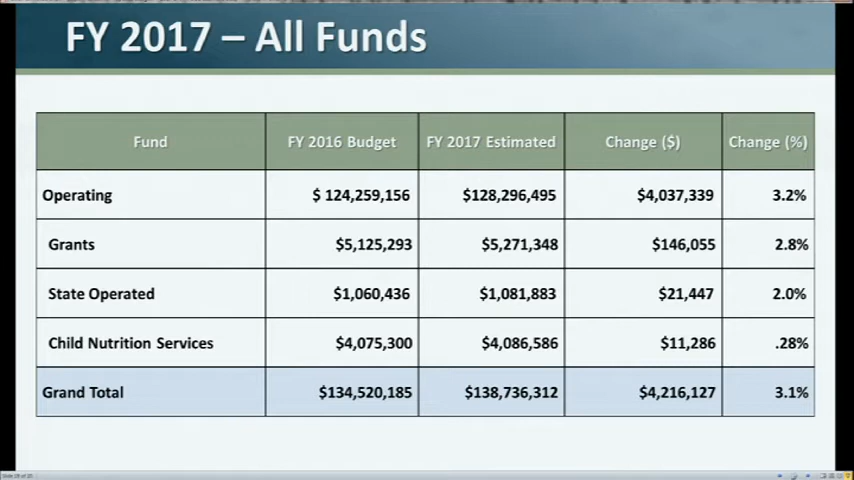 FY 2017 – All Funds
Fund FY 2016 Budget FY 2017 Estimated Change ($) Change (%)
Operating $ 124,259,156 $128,296,495 $4,037,339 3.2%
Grants $5,125,293 $5,271,348 $146,055 2.8%
State Operated $1,060,436 $1,081,883 $21,447 2.0%
Child Nutrition Services $4,075,300 $4,086,586 $11,286 .28%
Grand Total $134,520,185 $138,736,312 $4,216,127 3.1%